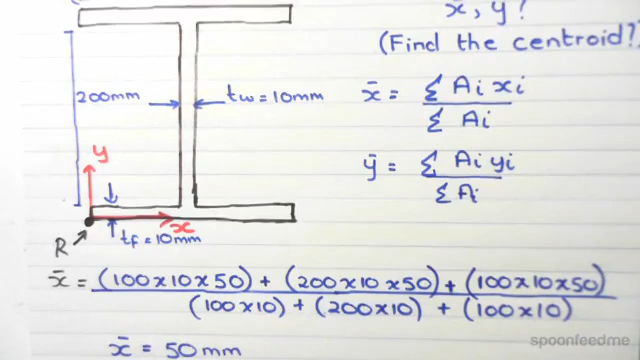 x̄, ȳ?
(Find the centroid?)
200mm
tw = 10mm
x̄ = Σ Ai xi / Σ Ai
ȳ = Σ Ai yi / Σ Ai
y
x
R
tf = 10mm
x̄ = (100x10x50) + (200x10x50) + (100x10x50) / (100x10) + (200x10) + (100x10)
x̄ = 50mm
spoonfeedme